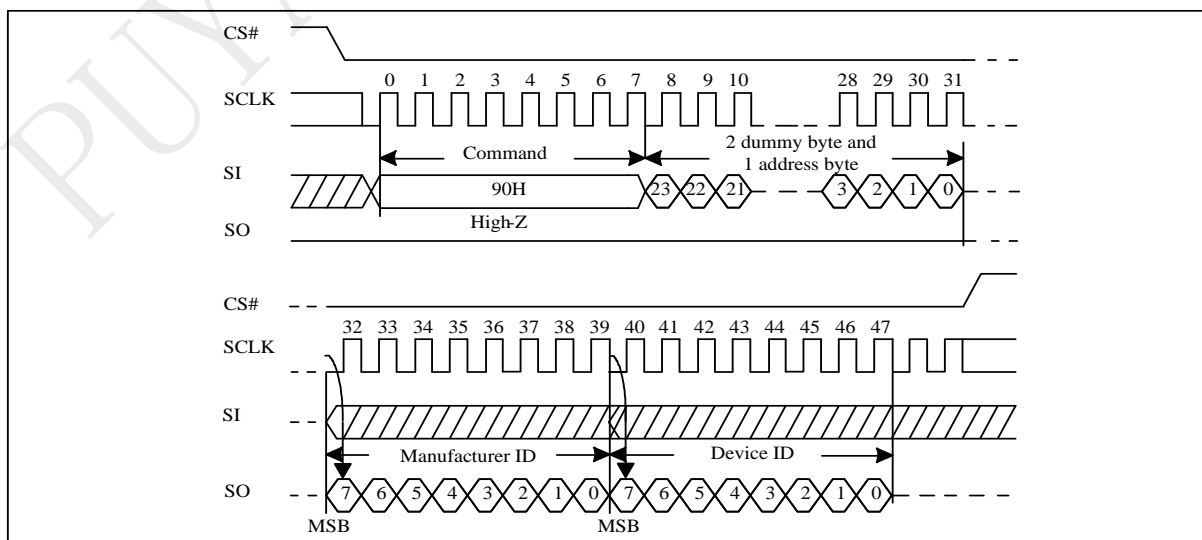 PUYA
CS#
0 1 2 3 4 5 6 7 8 9 10 28 29 30 31
SCLK
Command
2 dummy byte and
1 address byte
SI
90H
23 22 21 3 2 1 0
High-Z
SO
CS#
32 33 34 35 36 37 38 39 40 41 42 43 44 45 46 47
SCLK
SI
Manufacturer ID
Device ID
SO
7 6 5 4 3 2 1 0 7 6 5 4 3 2 1 0
MSB MSB